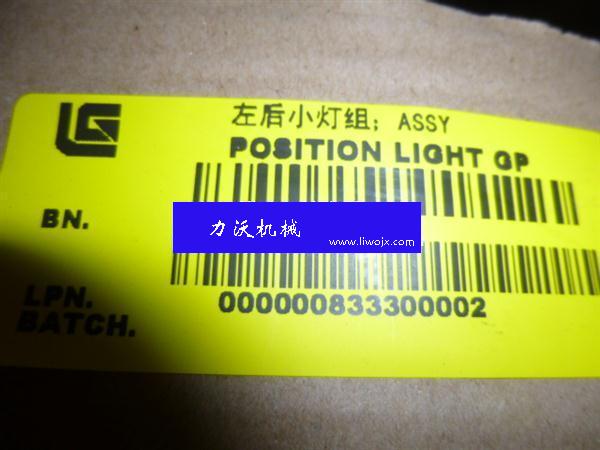 左后小灯组; ASSY
POSITION LIGHT GP
BN.
力沃机械
www.liwojx.com
LPN.
000000833300002
BATCH.